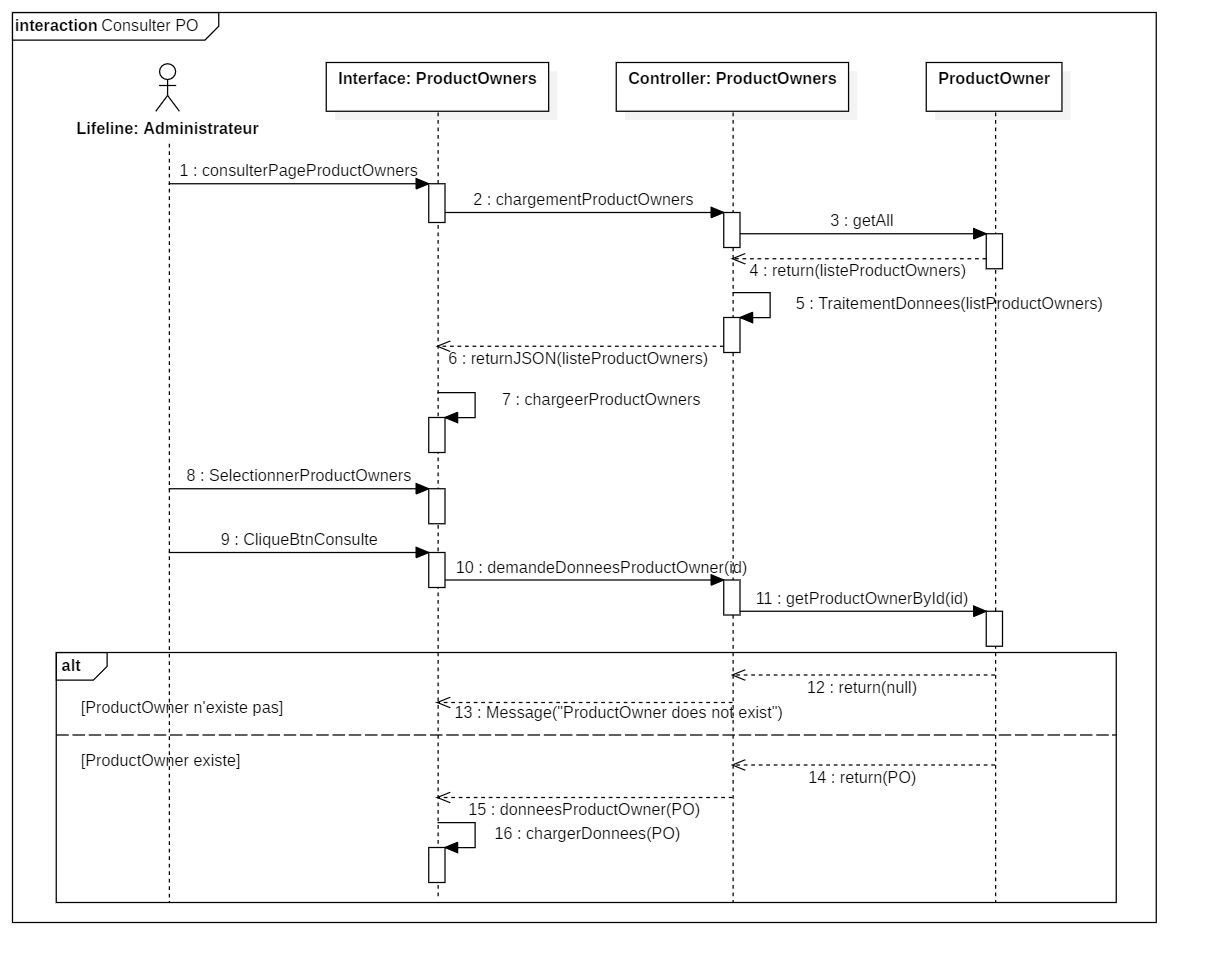 interaction Consulter PO
Lifeline: Administrateur
Interface: ProductOwners
Controller: ProductOwners
ProductOwner
1 : consulterPageProductOwners
2 : chargementProductOwners
3 : getAll
4 : return(listeProductOwners)
5 : TraitementDonnees(listProductOwners)
6 : returnJSON(listeProductOwners)
7 : chargeerProductOwners
8 : SelectionnerProductOwners
9 : CliqueBtnConsulte
10 : demandeDonneesProductOwner(id)
11 : getProductOwnerById(id)
alt
12 : return(null)
[ProductOwner n'existe pas]
13 : Message("ProductOwner does not exist")
[ProductOwner existe]
14 : return(PO)
15 : donneesProductOwner(PO)
16 : chargerDonnees(PO)